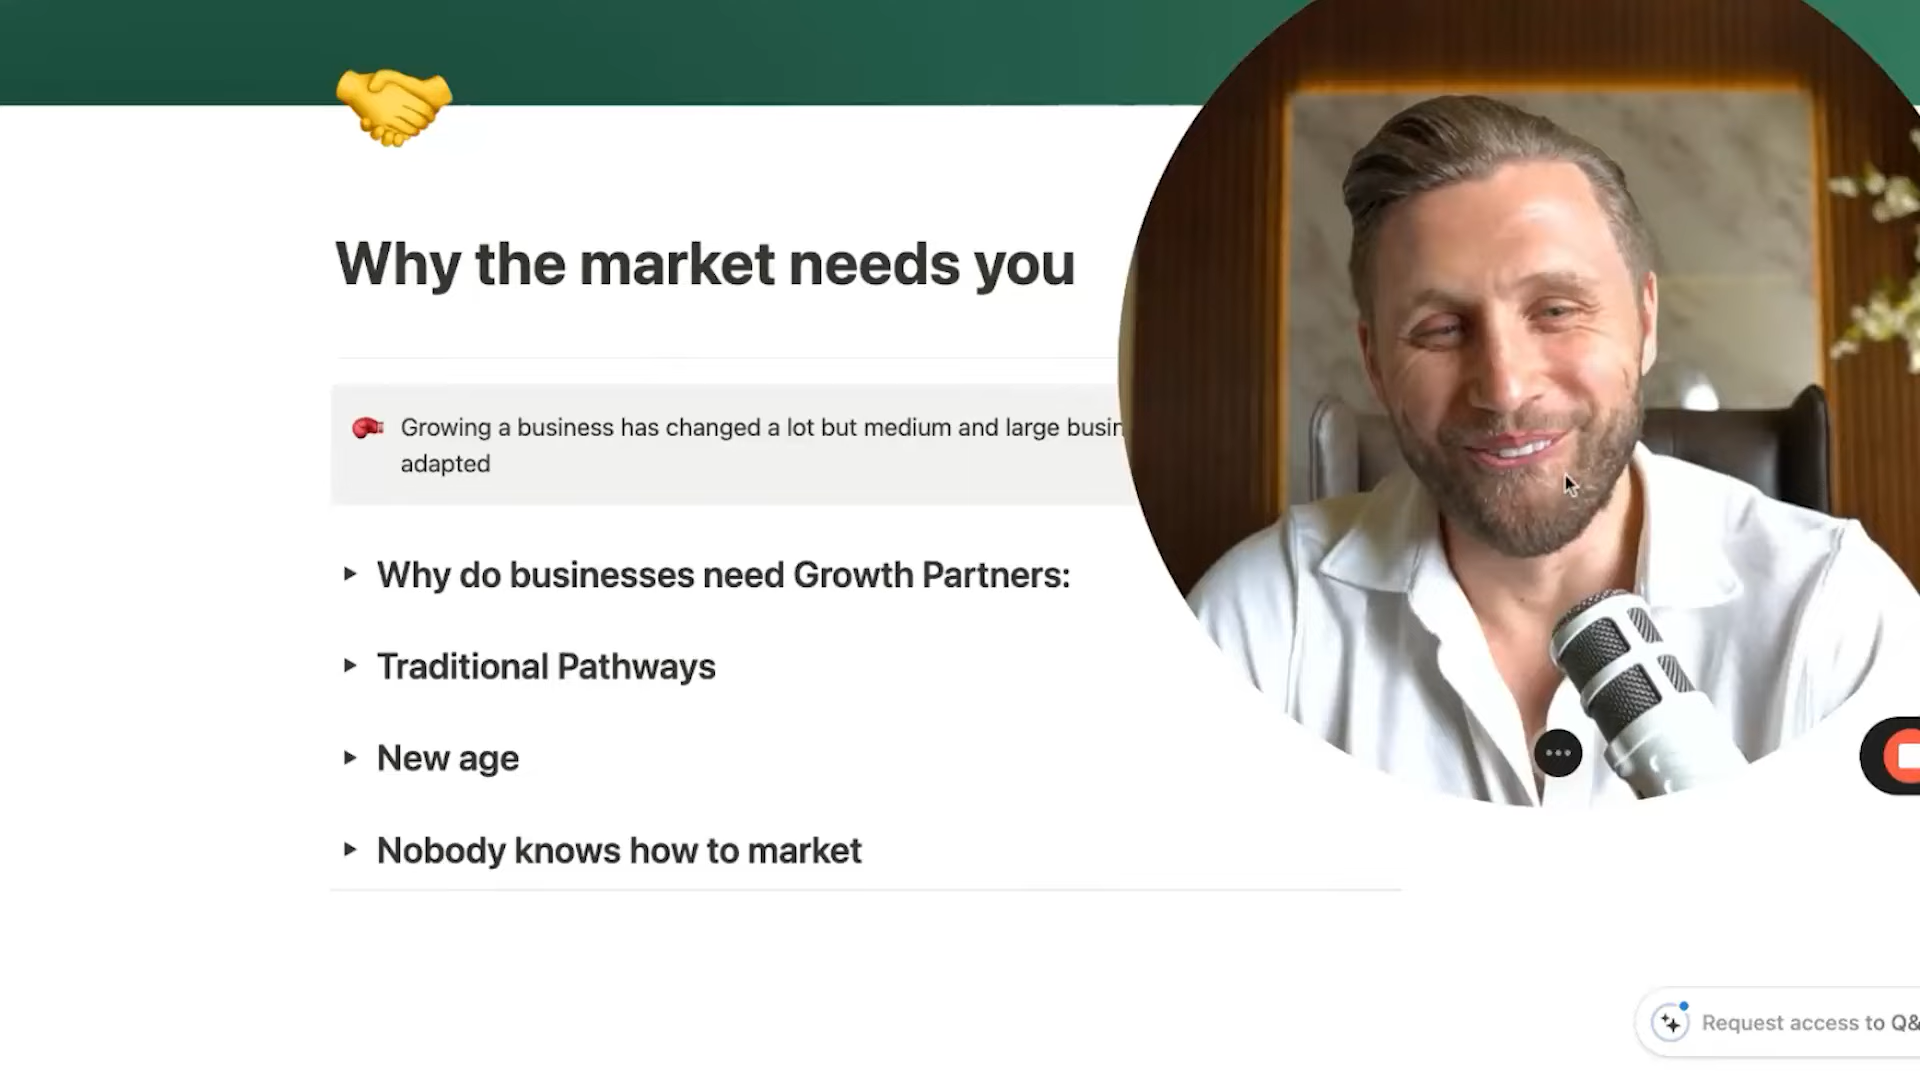 Why the market needs you
Growing a business has changed a lot but medium and large
adapted
Why do businesses need Growth Partners:
Traditional Pathways
New age
Nobody knows how to market
Request access to